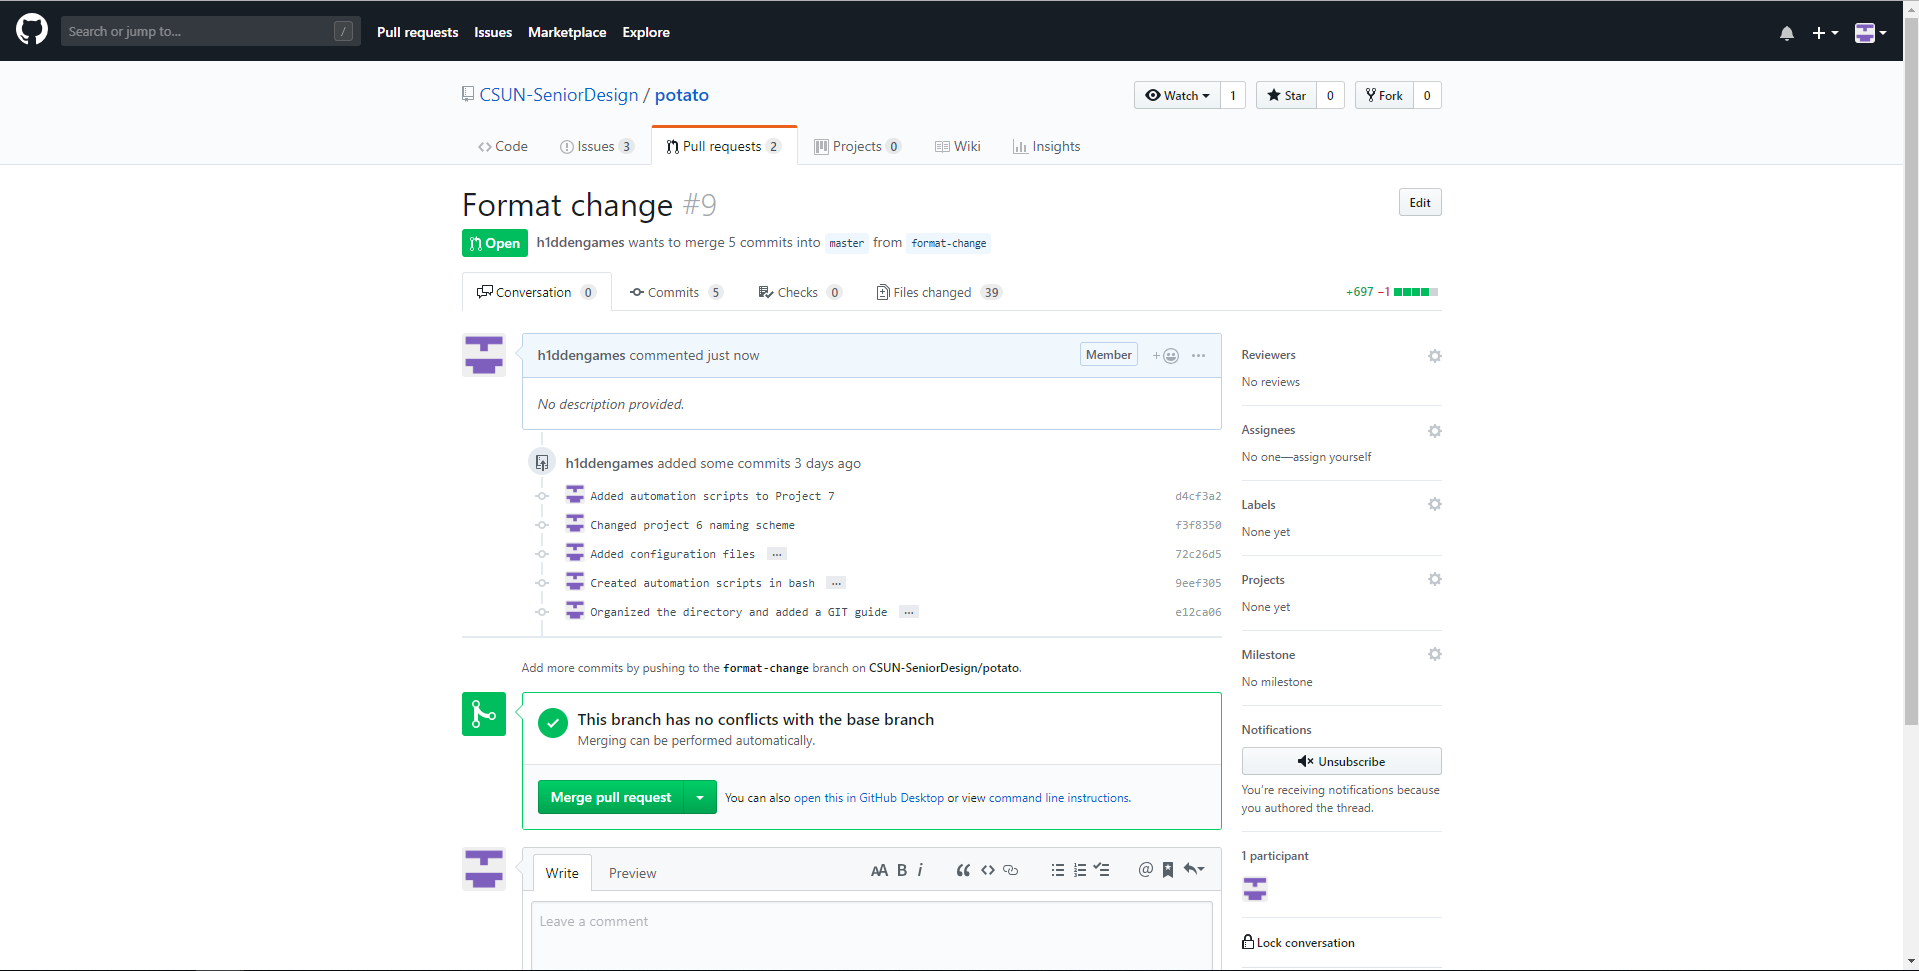 Search or jump to... /
Pull requests Issues Marketplace Explore
CSUN-SeniorDesign / potato
Watch 1 Star 0 Fork 0
Code Issues 3 Pull requests 2 Projects 0 Wiki Insights
Format change #9
Edit
Open h1ddengames wants to merge 5 commits into master from format-change
Conversation 0 Commits 5 Checks 0 Files changed 39
+697 −1
h1ddengames commented just now
Member
No description provided.
h1ddengames added some commits 3 days ago
Added automation scripts to Project 7 d4cf3a2
Changed project 6 naming scheme f3f8350
Added configuration files … 72c26d5
Created automation scripts in bash … 9eef305
Organized the directory and added a GIT guide … e12ca06
Add more commits by pushing to the format-change branch on CSUN-SeniorDesign/potato.
This branch has no conflicts with the base branch
Merging can be performed automatically.
Merge pull request You can also open this in GitHub Desktop or view command line instructions.
Write Preview
AA B i “ @
Leave a comment
Reviewers
No reviews
Assignees
No one—assign yourself
Labels
None yet
Projects
None yet
Milestone
No milestone
Notifications
Unsubscribe
You’re receiving notifications because
you authored the thread.
1 participant
Lock conversation